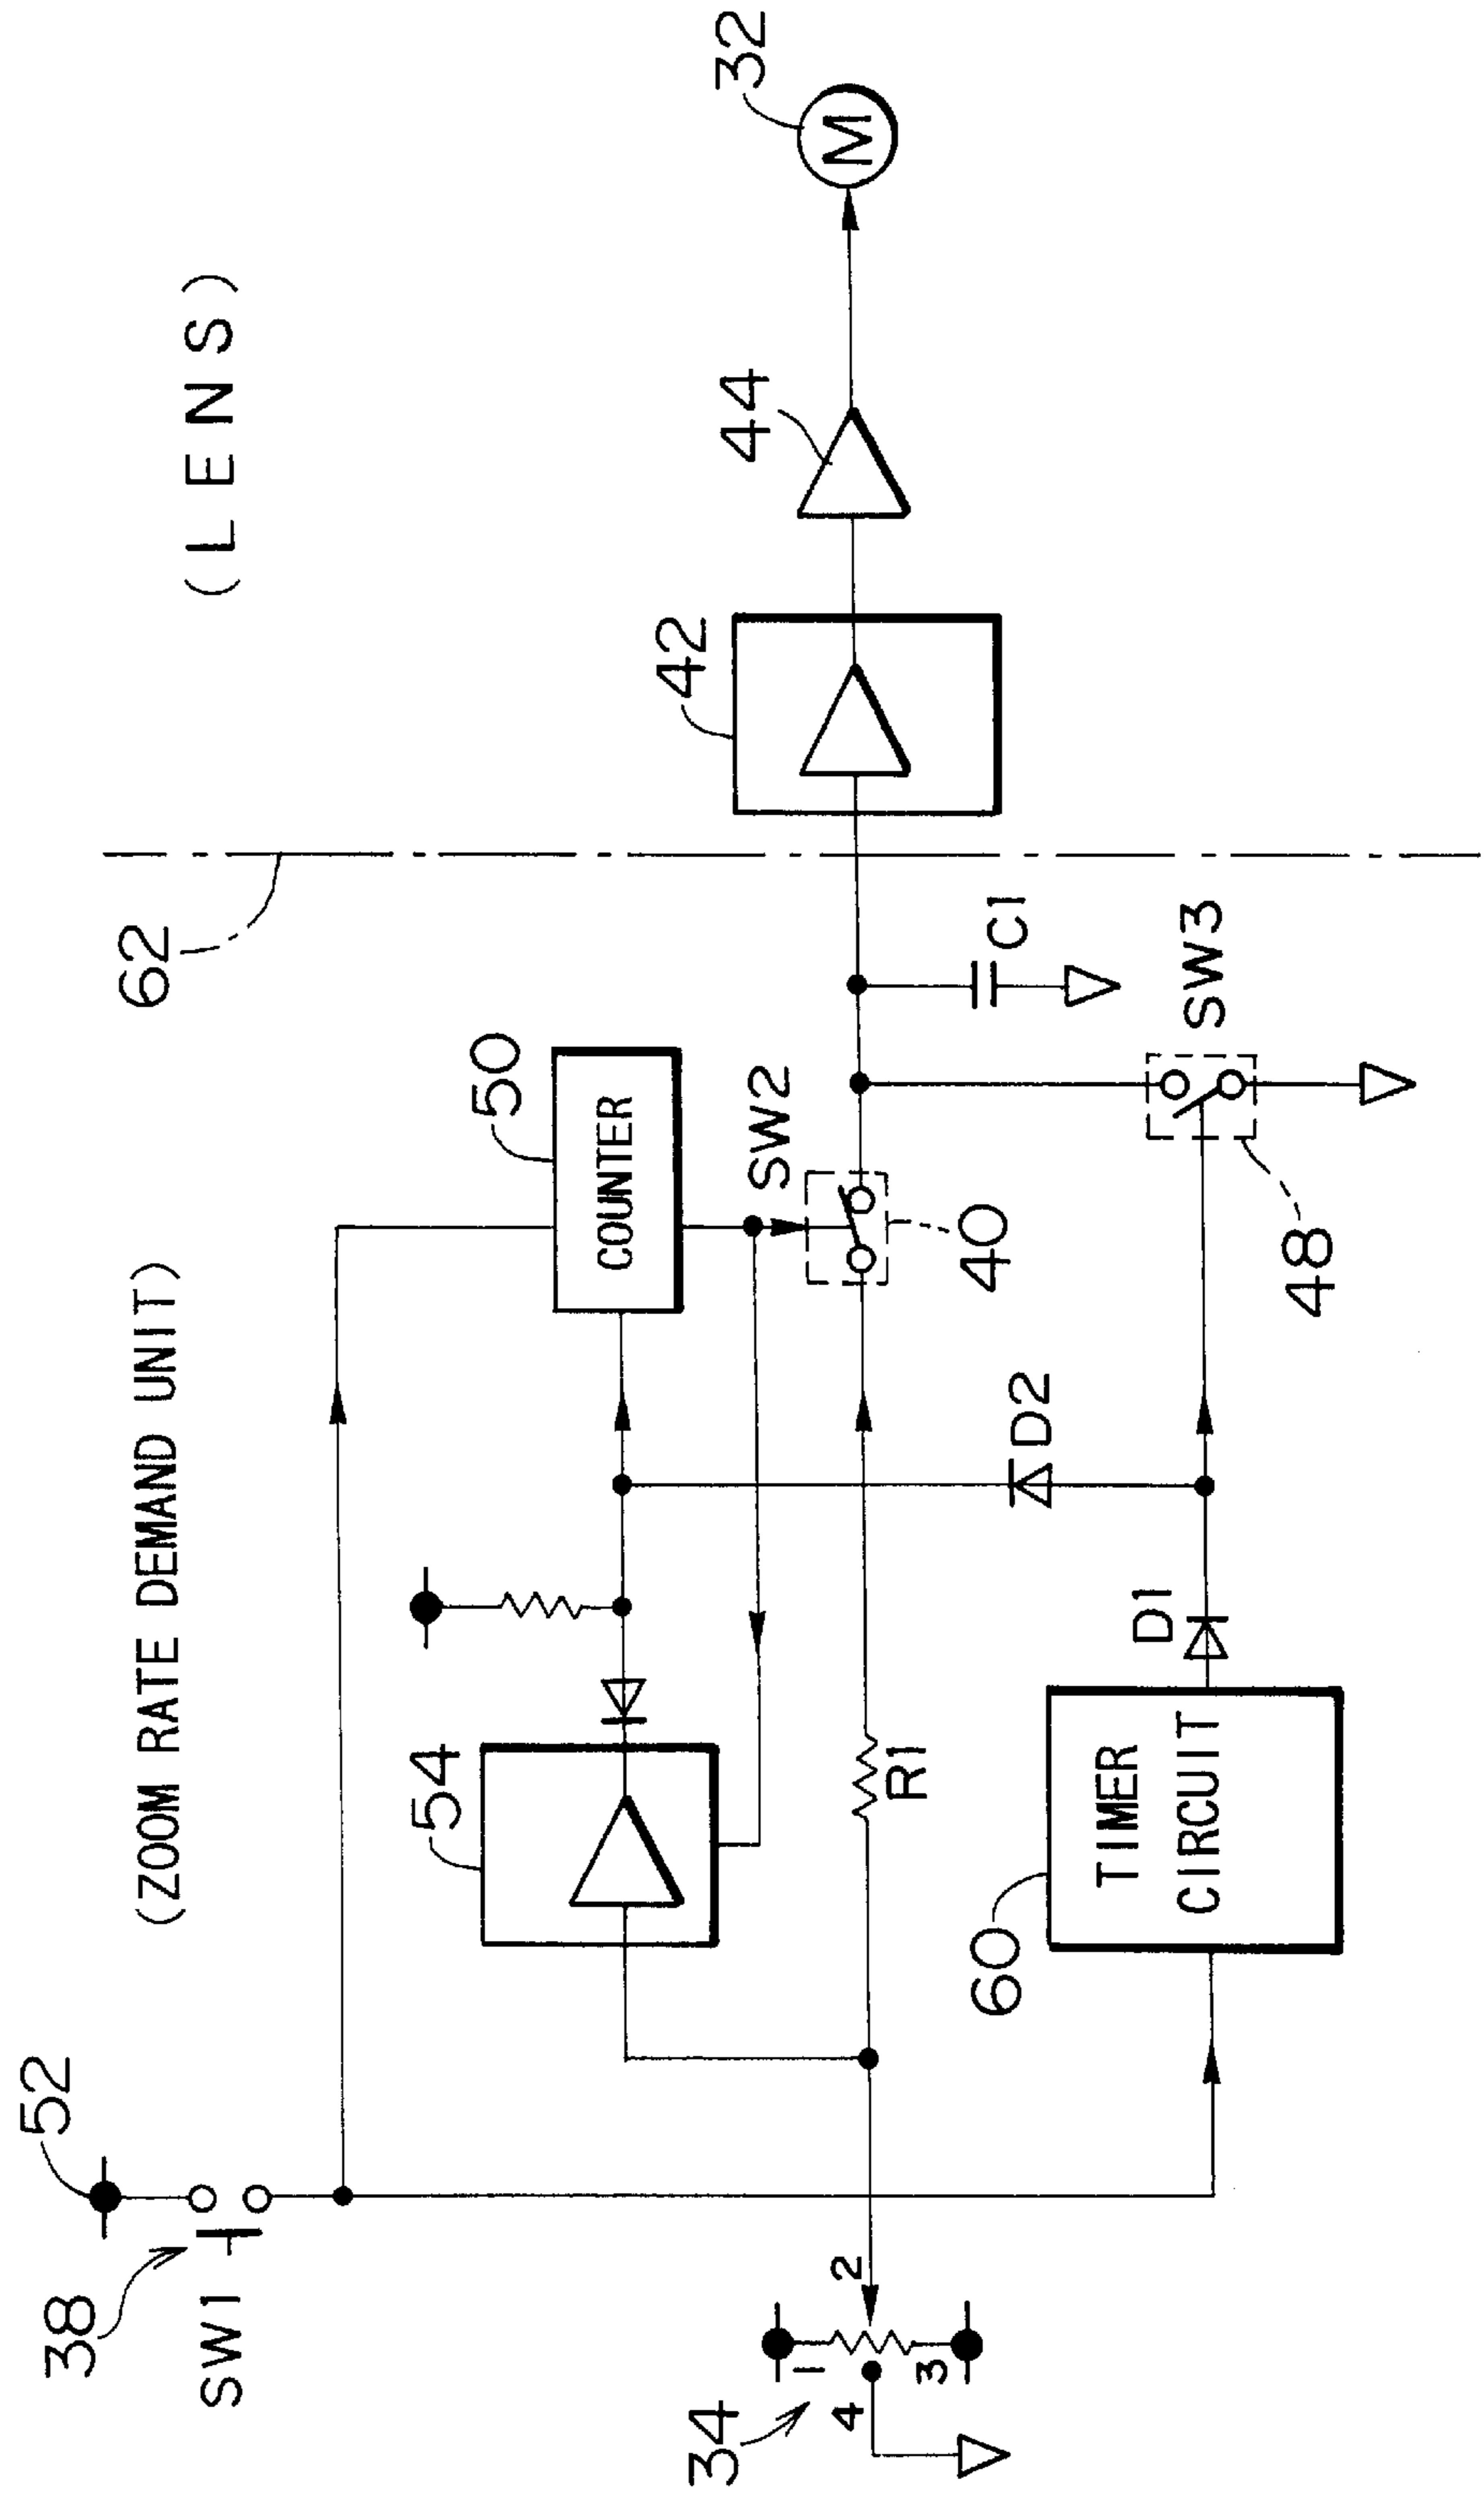 (ZOOM RATE DEMAND UNIT)
(LENS)
52
38
SW1
62
50
COUNTER
54
SW2
40
42
44
32
M
34
1
2
3
4
R1
D2
C1
60
TIMER
CIRCUIT
D1
SW3
48